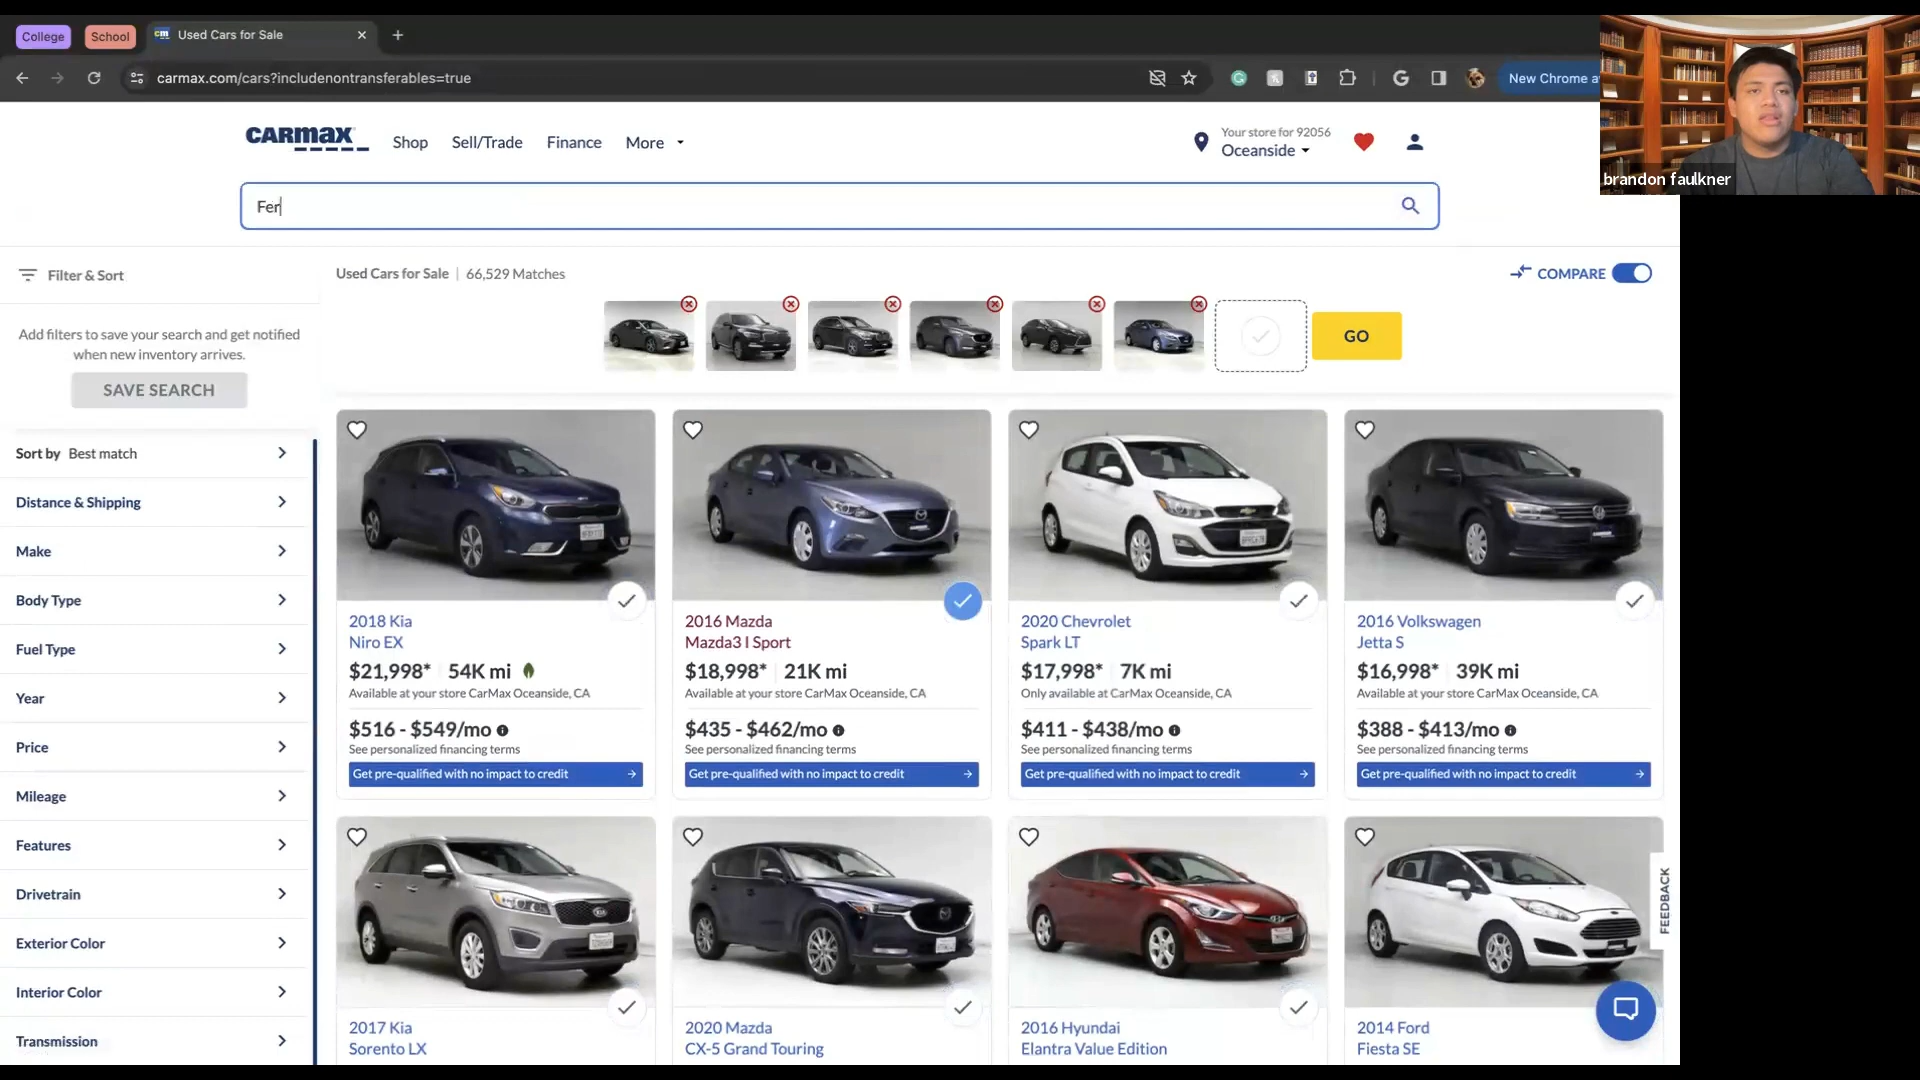 College
School
cm
Used Cars for Sale
carmax.com/cars?includenontransferables=true
New Chrome a
brandon faulkner
CARMAX
Shop
Sell/Trade
Finance
More
Your store for 92056
Oceanside
Fer
Filter & Sort
Used Cars for Sale | 66,529 Matches
COMPARE
Add filters to save your search and get notified
when new inventory arrives.
SAVE SEARCH
GO
Sort by Best match
Distance & Shipping
Make
Body Type
Fuel Type
Year
Price
Mileage
Features
Drivetrain
Exterior Color
Interior Color
Transmission
2018 Kia
Niro EX
$21,998* 54K mi
Available at your store CarMax Oceanside, CA
$516 - $549/mo
See personalized financing terms
Get pre-qualified with no impact to credit
2016 Mazda
Mazda3 I Sport
$18,998* 21K mi
Available at your store CarMax Oceanside, CA
$435 - $462/mo
See personalized financing terms
Get pre-qualified with no impact to credit
2020 Chevrolet
Spark LT
$17,998* 7K mi
Only available at CarMax Oceanside, CA
$411 - $438/mo
See personalized financing terms
Get pre-qualified with no impact to credit
2016 Volkswagen
Jetta S
$16,998* 39K mi
Available at your store CarMax Oceanside, CA
$388 - $413/mo
See personalized financing terms
Get pre-qualified with no impact to credit
2017 Kia
Sorento LX
2020 Mazda
CX-5 Grand Touring
2016 Hyundai
Elantra Value Edition
2014 Ford
Fiesta SE
FEEDBACK